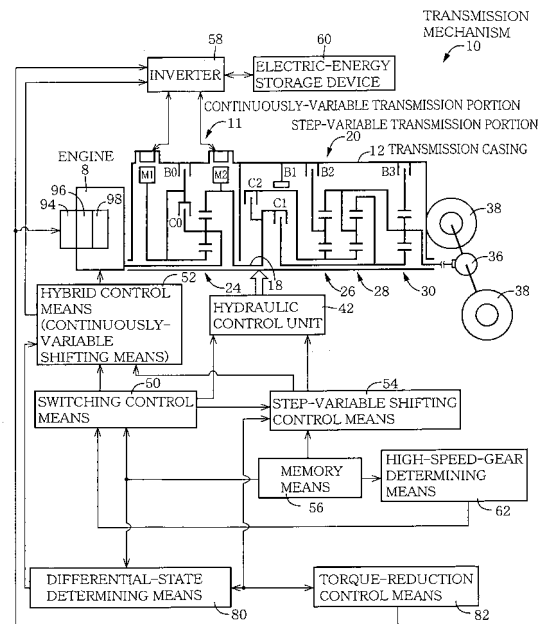 TRANSMISSION
MECHANISM
10
58
INVERTER
60
ELECTRIC-ENERGY
STORAGE DEVICE
CONTINUOUSLY-VARIABLE TRANSMISSION PORTION
11
STEP-VARIABLE TRANSMISSION PORTION
20
12 TRANSMISSION CASING
ENGINE
8
96
94
98
M1
B0
M2
C0
C2
C1
B1
B2
B3
38
36
38
52
24
18
26
28
30
HYBRID CONTROL
MEANS
(CONTINUOUSLY-
VARIABLE
SHIFTING MEANS)
HYDRAULIC
CONTROL UNIT
42
50
SWITCHING CONTROL
MEANS
54
STEP-VARIABLE SHIFTING
CONTROL MEANS
MEMORY
MEANS
56
HIGH-SPEED-GEAR
DETERMINING
MEANS
62
DIFFERENTIAL-STATE
DETERMINING MEANS
80
TORQUE-REDUCTION
CONTROL MEANS
82